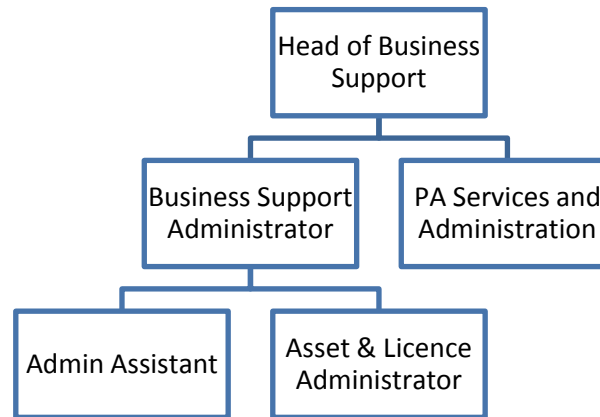 Head of Business
Support
Business Support
Administrator
PA Services and
Administration
Admin Assistant
Asset & Licence
Administrator